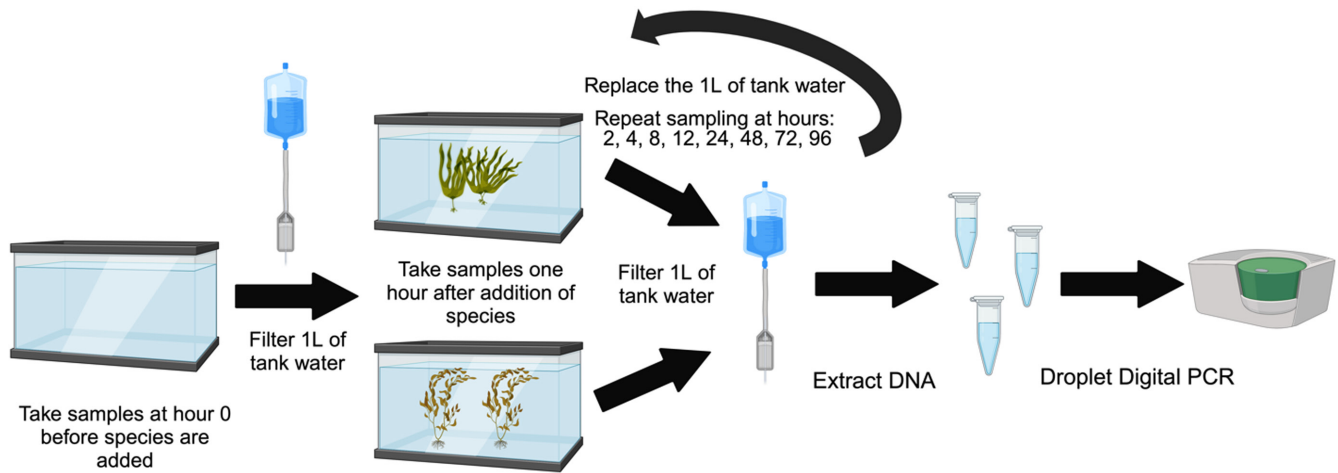 Take samples at hour 0
before species are
added
Filter 1L of
tank water
Take samples one
hour after addition of
species
Replace the 1L of tank water
Repeat sampling at hours:
2, 4, 8, 12, 24, 48, 72, 96
Filter 1L of
tank water
Extract DNA
Droplet Digital PCR